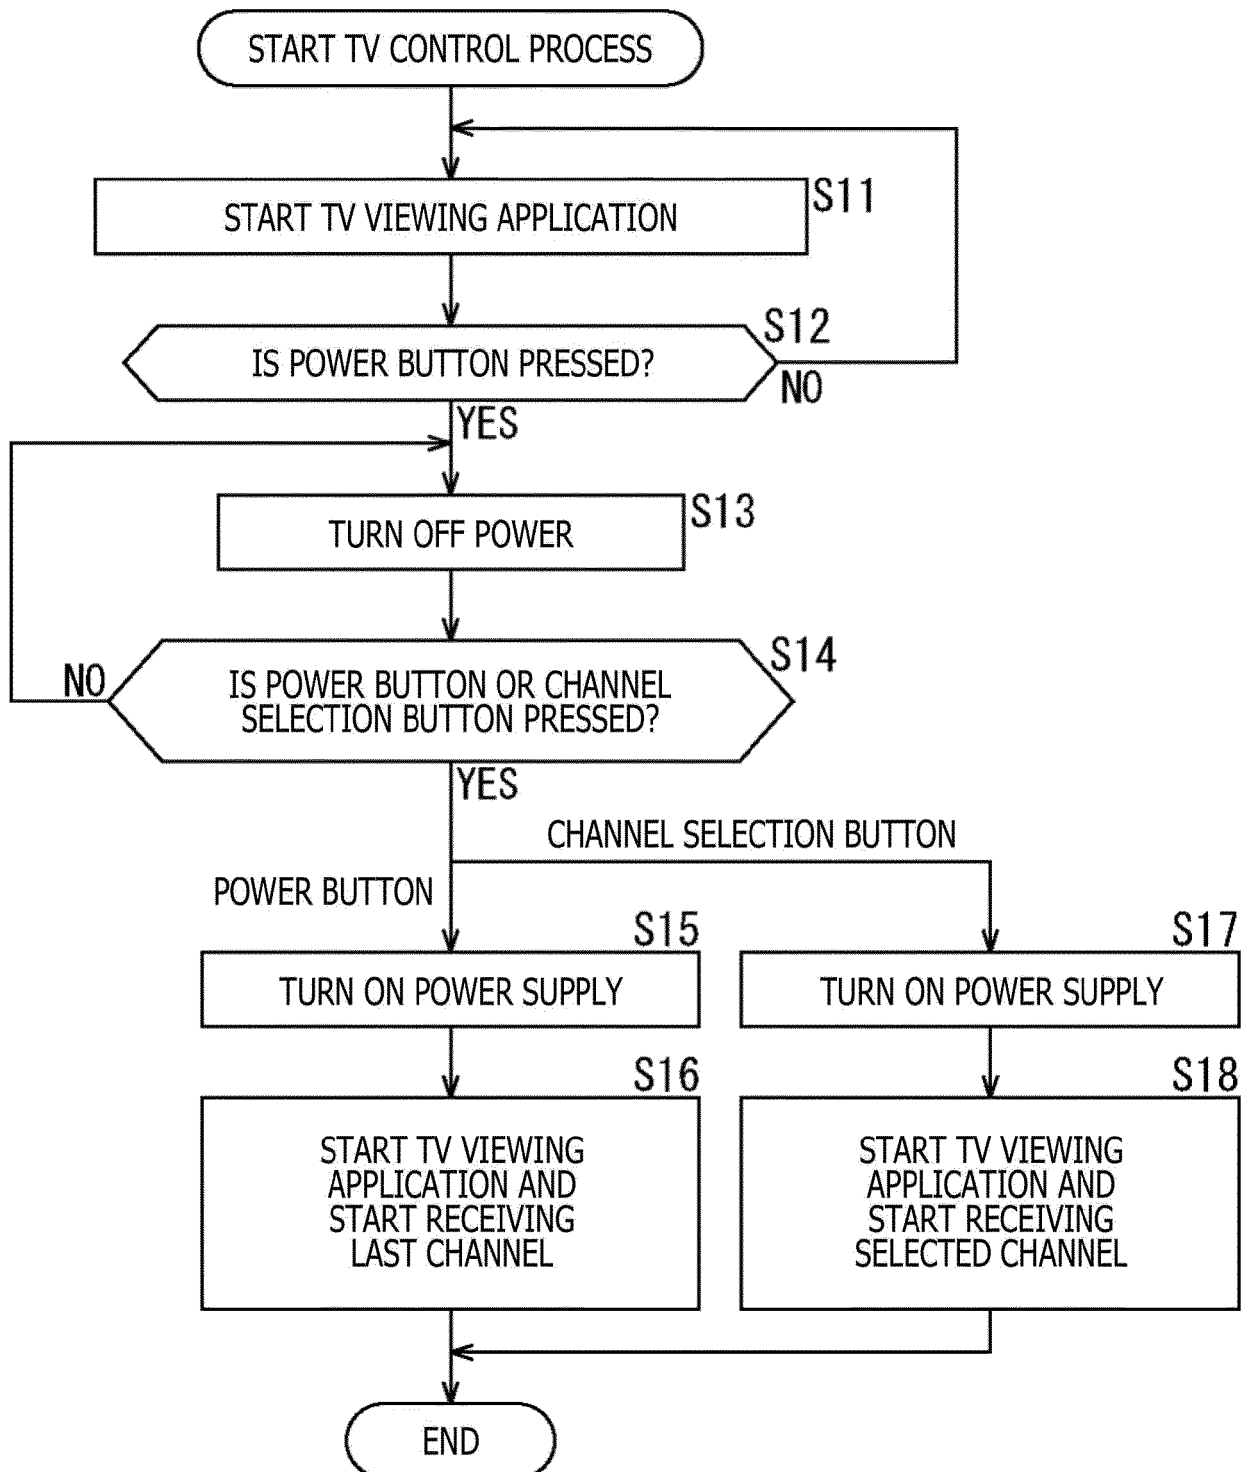 START TV CONTROL PROCESS
START TV VIEWING APPLICATION
S11
S12
IS POWER BUTTON PRESSED?
NO
YES
TURN OFF POWER
S13
S14
NO
IS POWER BUTTON OR CHANNEL
SELECTION BUTTON PRESSED?
YES
CHANNEL SELECTION BUTTON
POWER BUTTON
S15
TURN ON POWER SUPPLY
S16
START TV VIEWING
APPLICATION AND
START RECEIVING
LAST CHANNEL
S17
TURN ON POWER SUPPLY
S18
START TV VIEWING
APPLICATION AND
START RECEIVING
SELECTED CHANNEL
END